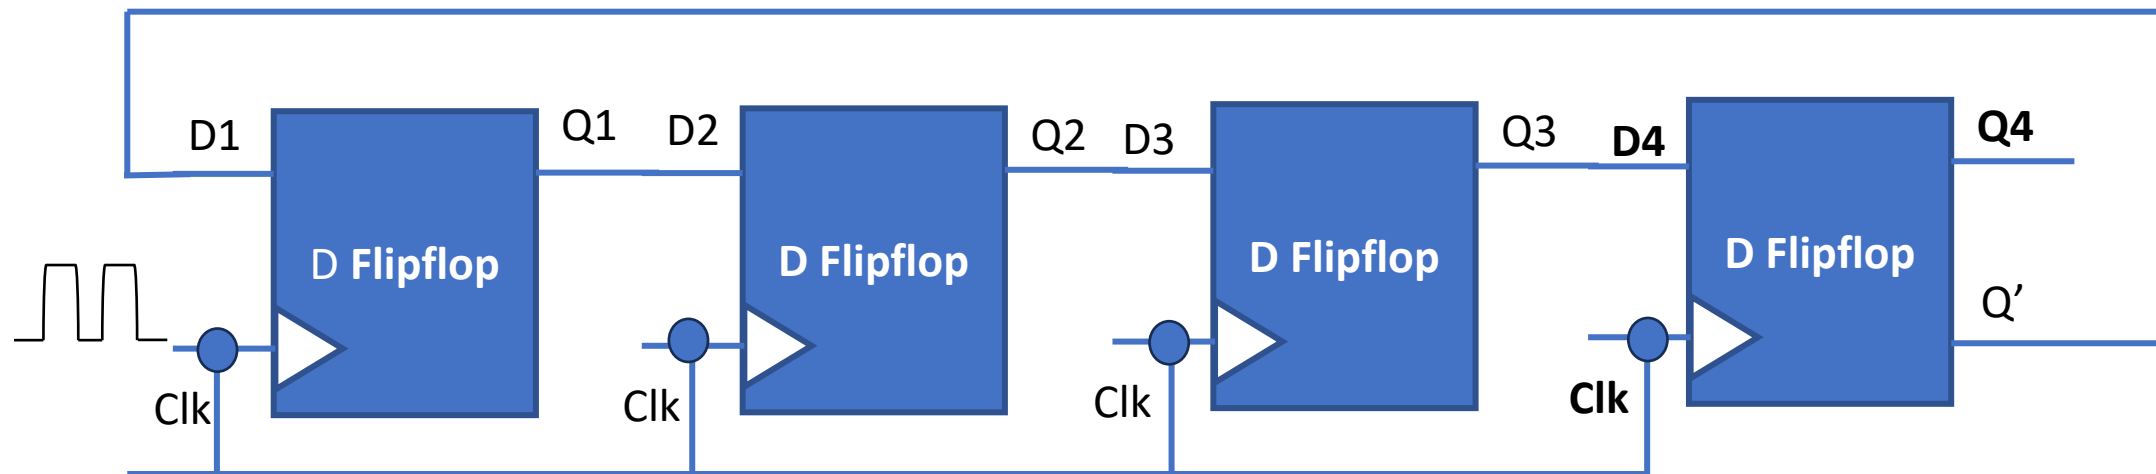 D1
Q1
D2
Q2
D3
Q3
D4
Q4
D Flipflop
D Flipflop
D Flipflop
D Flipflop
Q’
Clk
Clk
Clk
Clk